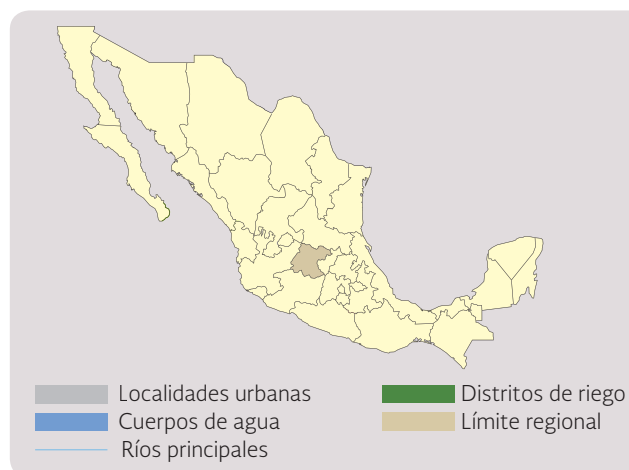 Localidades urbanas
Cuerpos de agua
Ríos principales
Distritos de riego
Límite regional